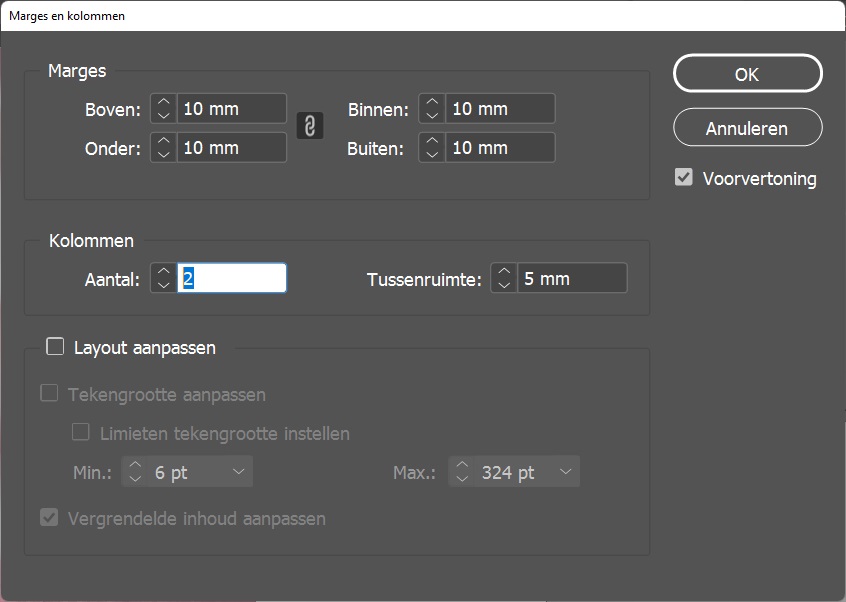 Marges en kolommen
Marges
Boven: 10 mm Binnen: 10 mm
Onder: 10 mm Buiten: 10 mm
OK
Annuleren
Voorvertoning
Kolommen
Aantal: 2 Tussenruimte: 5 mm
Layout aanpassen
Tekengrootte aanpassen
Limieten tekengrootte instellen
Min.: 6 pt Max.: 324 pt
Vergrendelde inhoud aanpassen